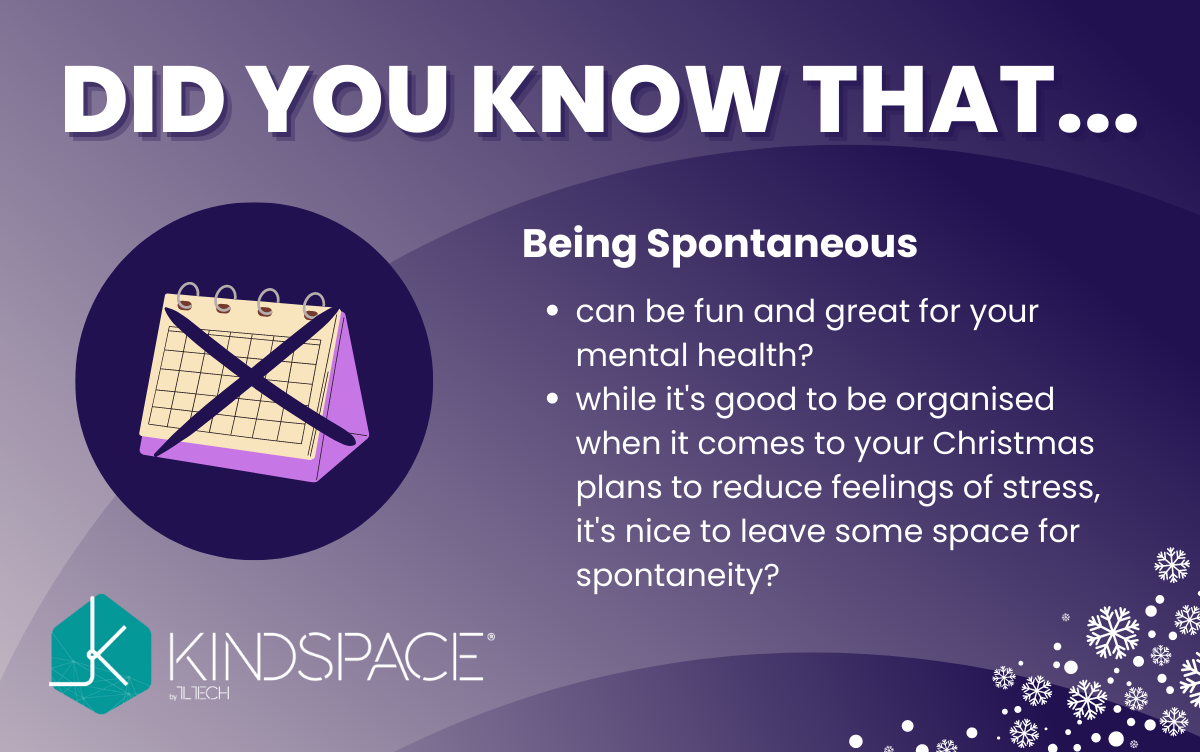 DID YOU KNOW THAT...
Being Spontaneous
• can be fun and great for your
mental health?
• while it's good to be organised
when it comes to your Christmas
plans to reduce feelings of stress,
it's nice to leave some space for
spontaneity?
KINDSPACE®
by 1LTECH